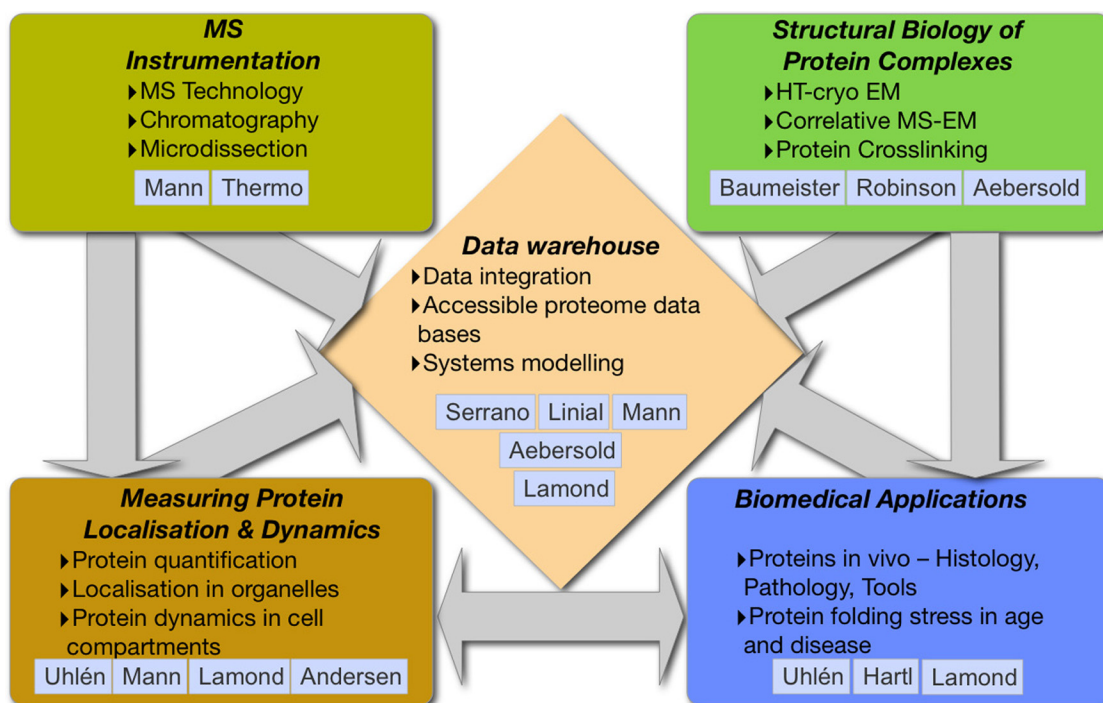 MS
Instrumentation
▸MS Technology
▸Chromatography
▸Microdissection
Mann Thermo
Structural Biology of
Protein Complexes
▸HT-cryo EM
▸Correlative MS-EM
▸Protein Crosslinking
Baumeister Robinson Aebersold
Data warehouse
▸Data integration
▸Accessible proteome data
bases
▸Systems modelling
Serrano Linial Mann
Aebersold
Lamond
Measuring Protein
Localisation & Dynamics
▸Protein quantification
▸Localisation in organelles
▸Protein dynamics in cell
compartments
Uhlén Mann Lamond Andersen
Biomedical Applications
▸Proteins in vivo – Histology,
Pathology, Tools
▸Protein folding stress in age
and disease
Uhlén Hartl Lamond